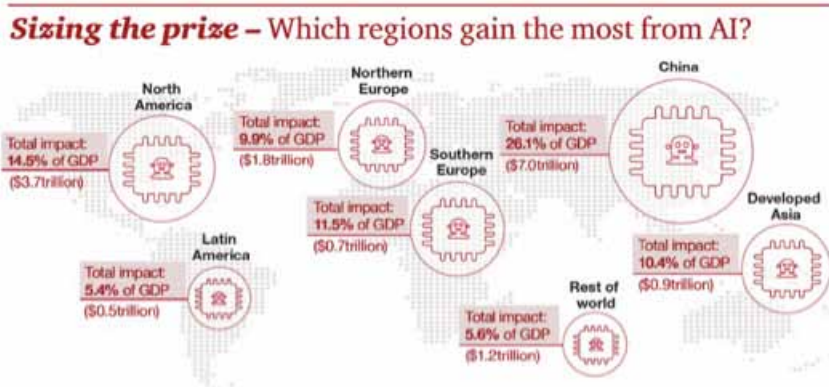 Sizing the prize – Which regions gain the most from AI?
North
America
Total impact:
14.5% of GDP
($3.7trillion)
Northern
Europe
Total impact:
9.9% of GDP
($1.8trillion)
China
Total impact:
26.1% of GDP
($7.0trillion)
Southern
Europe
Total impact:
11.5% of GDP
($0.7trillion)
Developed
Asia
Total impact:
10.4% of GDP
($0.9trillion)
Latin
America
Total impact:
5.4% of GDP
($0.5trillion)
Rest of
world
Total impact:
5.6% of GDP
($1.2trillion)